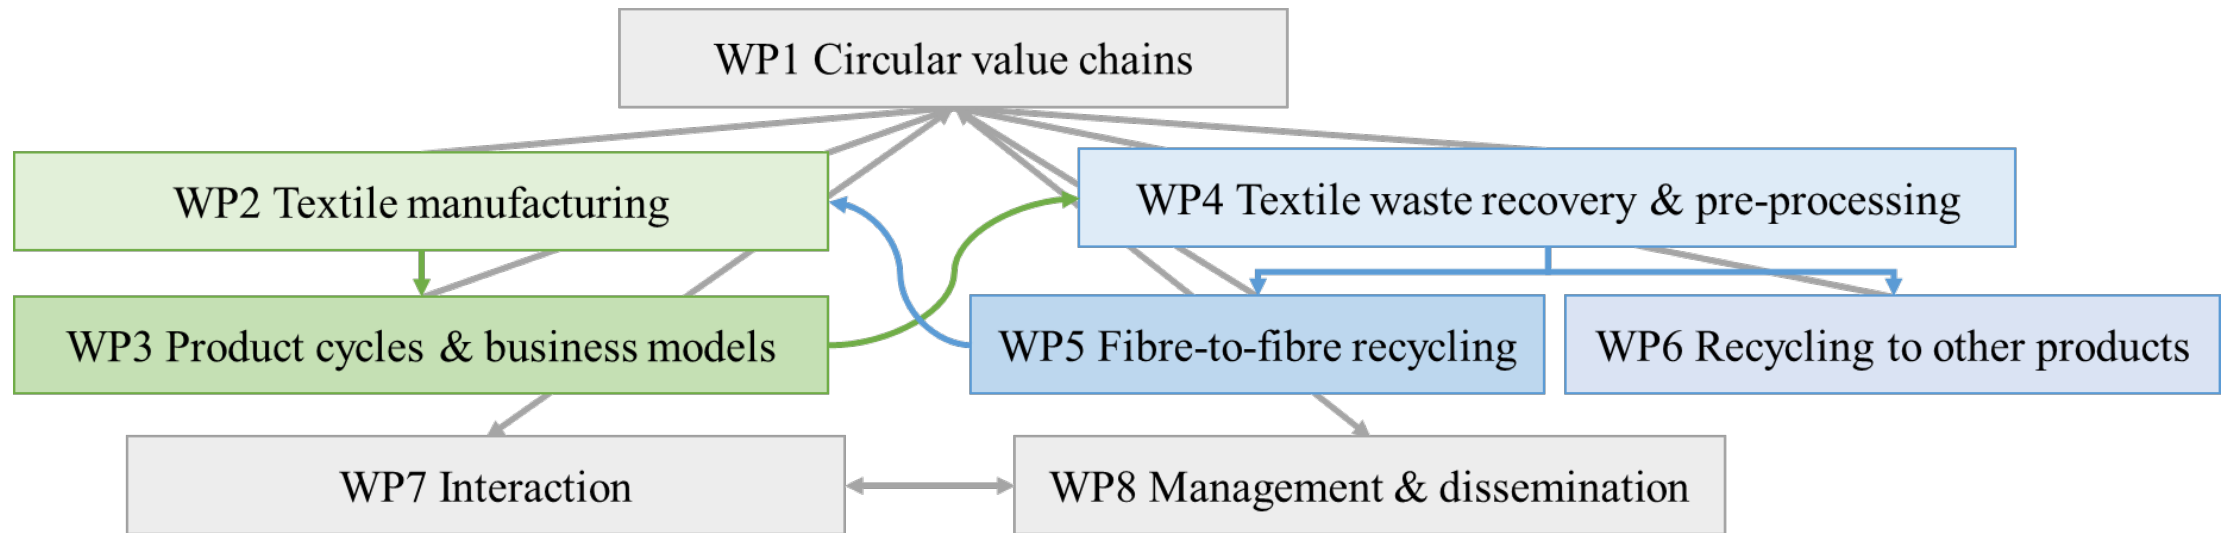 WP1 Circular value chains
WP2 Textile manufacturing
WP4 Textile waste recovery & pre-processing
WP3 Product cycles & business models
WP5 Fibre-to-fibre recycling
WP6 Recycling to other products
WP7 Interaction
WP8 Management & dissemination